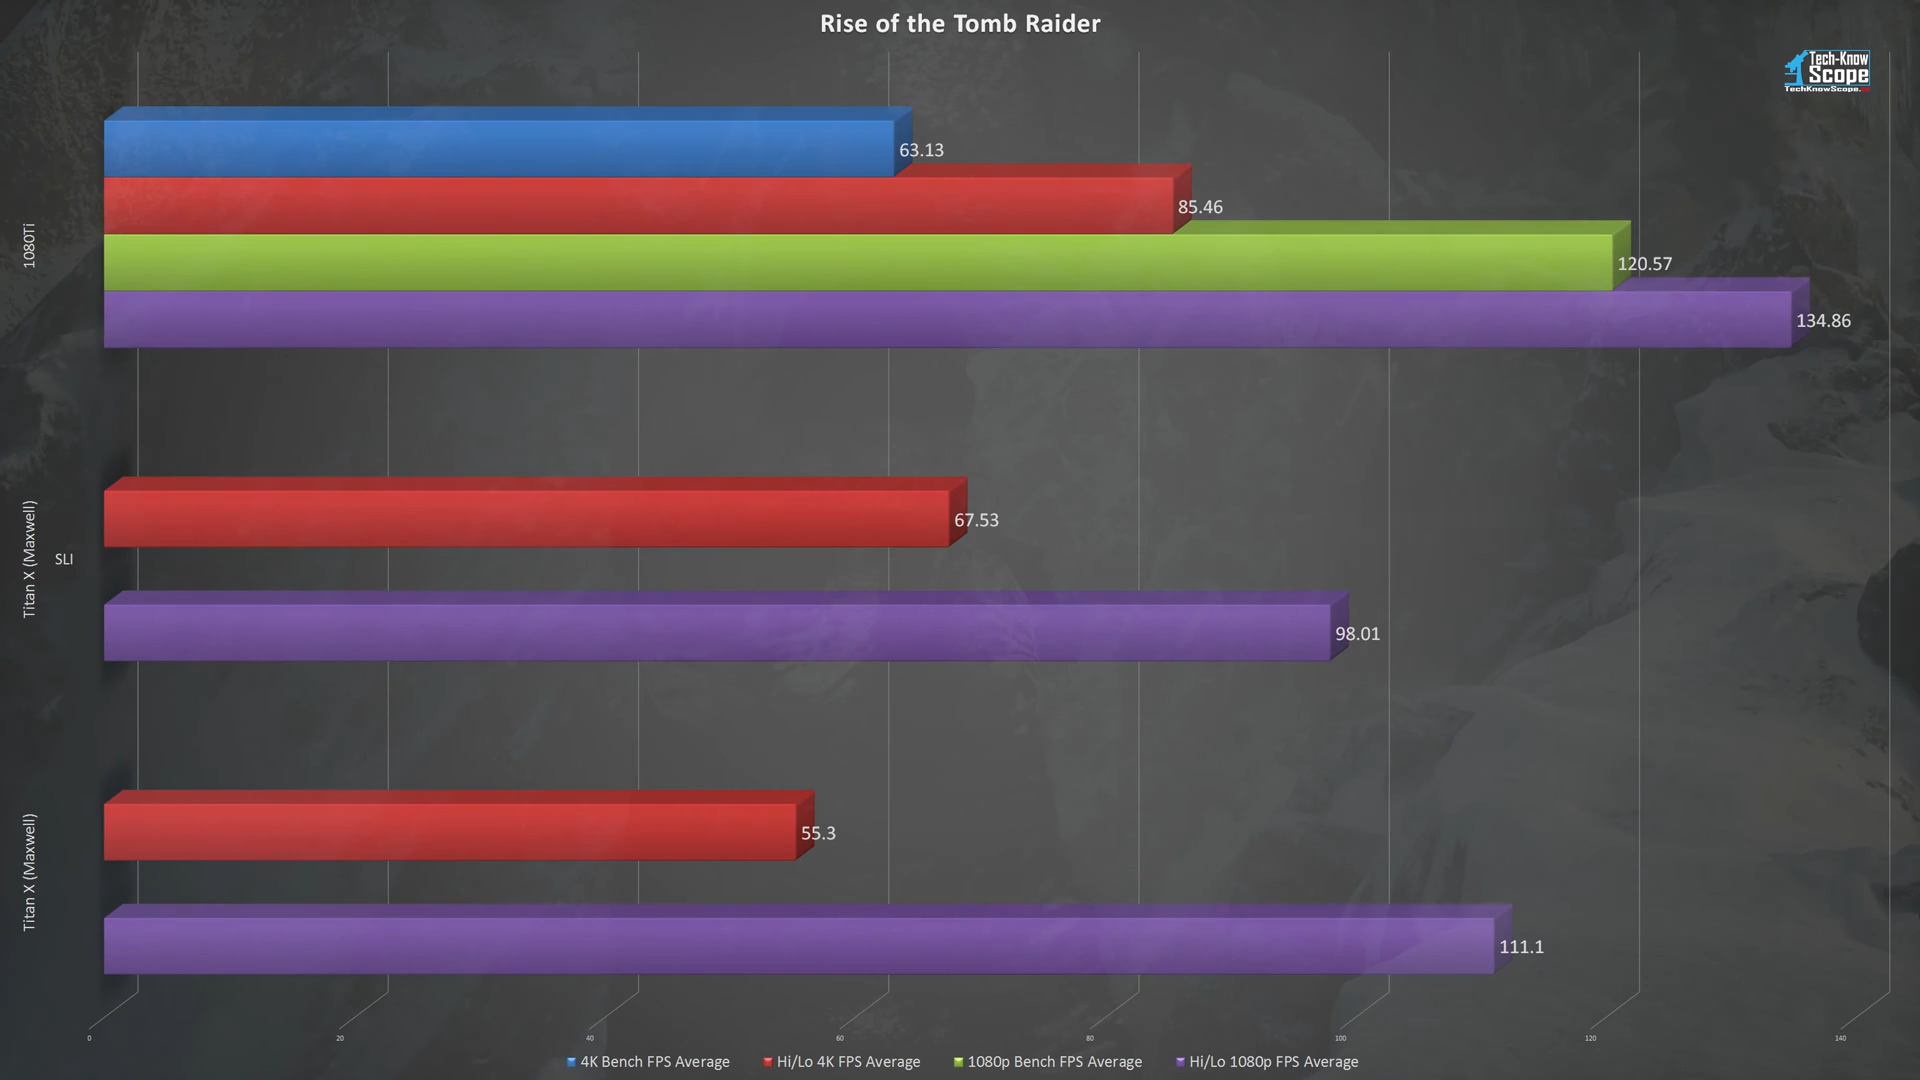 Rise of the Tomb Raider
Tech-Know
Scope
TechKnowScope.
1080Ti
63.13
85.46
120.57
134.86
Titan X (Maxwell)
SLI
67.53
98.01
Titan X (Maxwell)
55.3
111.1
0 20 40 60 80 100 120 140
4K Bench FPS Average Hi/Lo 4K FPS Average 1080p Bench FPS Average Hi/Lo 1080p FPS Average